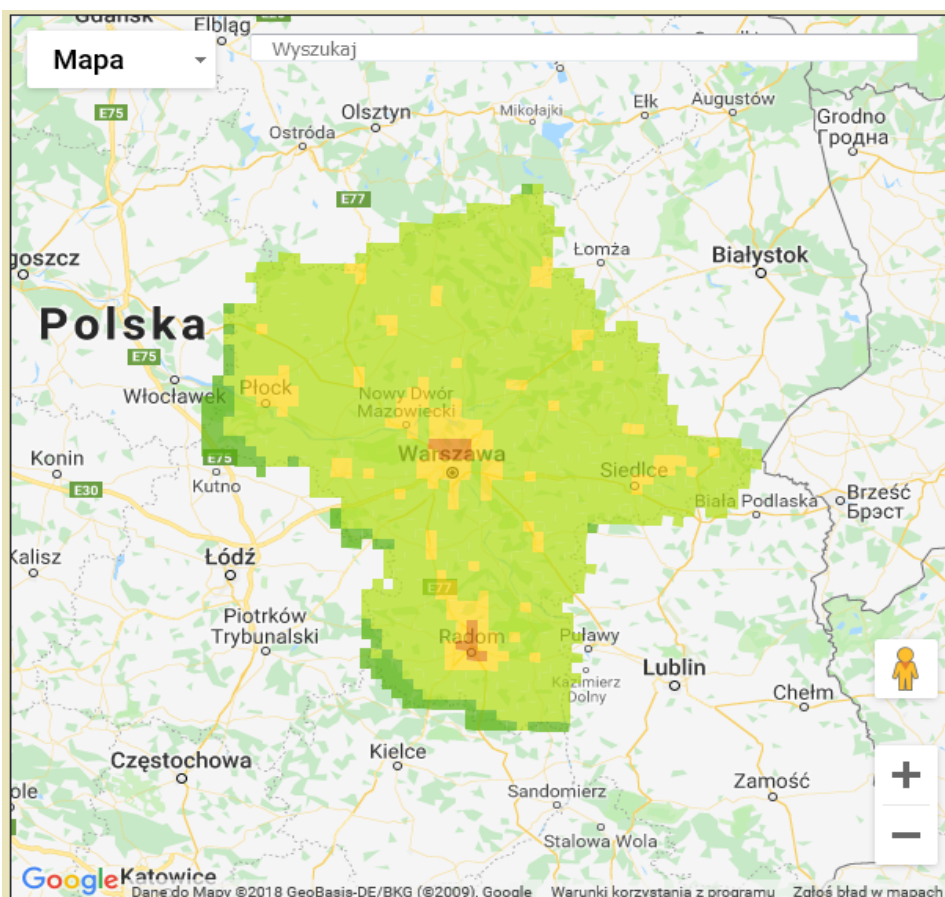 Gdańsk
Elbląg
Mapa
Wyszukaj
E75
Olsztyn
Mikołajki
Ełk
Augustów
Ostróda
Grodno
Гродна
E77
Łomża
Białystok
goszcz
Polska
E75
Włocławek
Płock
Nowy Dwór
Mazowiecki
Warszawa
Konin
E75
Siedlce
E30
Kutno
Biała Podlaska
Brześć
Брэст
Kalisz
Łódź
E77
Piotrków
Trybunalski
Radom
Puławy
Lublin
Kazimierz
Dolny
Chełm
Kielce
Częstochowa
Zamość
ole
Sandomierz
Stalowa Wola
Google
Katowice
Dane do Mapy ©2018 GeoBasis-DE/BKG (©2009), Google Warunki korzystania z programu Zgłoś błąd w mapach